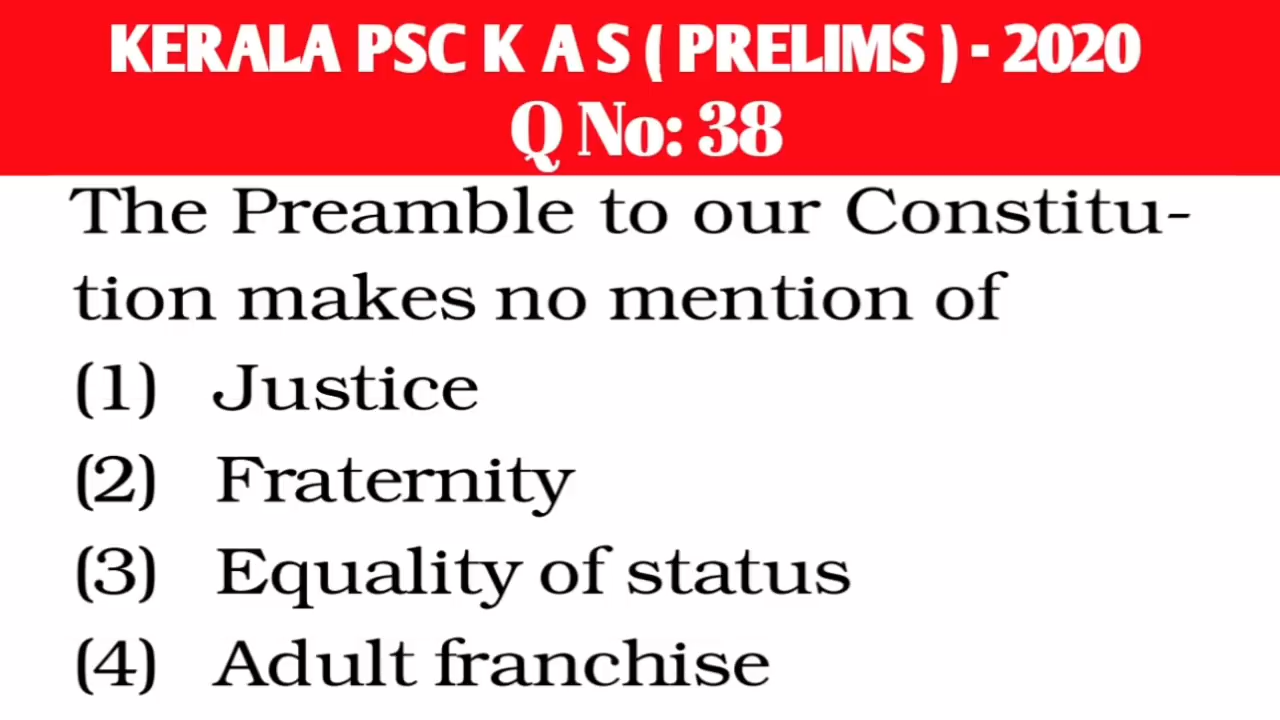 KERALA PSC K A S ( PRELIMS ) - 2020
Q No: 38
The Preamble to our Constitu-
tion makes no mention of
(1) Justice
(2) Fraternity
(3) Equality of status
(4) Adult franchise